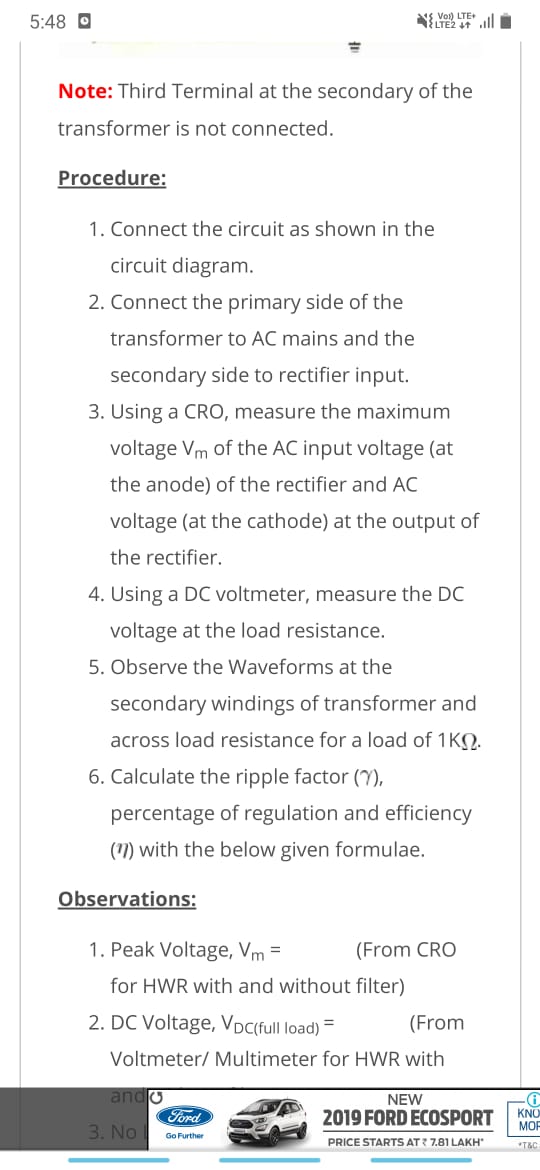 5:48
Vo)) LTE+
LTE2 ↓↑
Note: Third Terminal at the secondary of the
transformer is not connected.
Procedure:
1. Connect the circuit as shown in the
circuit diagram.
2. Connect the primary side of the
transformer to AC mains and the
secondary side to rectifier input.
3. Using a CRO, measure the maximum
voltage Vm of the AC input voltage (at
the anode) of the rectifier and AC
voltage (at the cathode) at the output of
the rectifier.
4. Using a DC voltmeter, measure the DC
voltage at the load resistance.
5. Observe the Waveforms at the
secondary windings of transformer and
across load resistance for a load of 1KΩ.
6. Calculate the ripple factor (γ),
percentage of regulation and efficiency
(η) with the below given formulae.
Observations:
1. Peak Voltage, Vm = (From CRO
for HWR with and without filter)
2. DC Voltage, VDC(full load) = (From
Voltmeter/ Multimeter for HWR with
and
3. No
Ford
Go Further
NEW
2019 FORD ECOSPORT
PRICE STARTS AT ₹ 7.81 LAKH*
KNO
MOR
*T&C